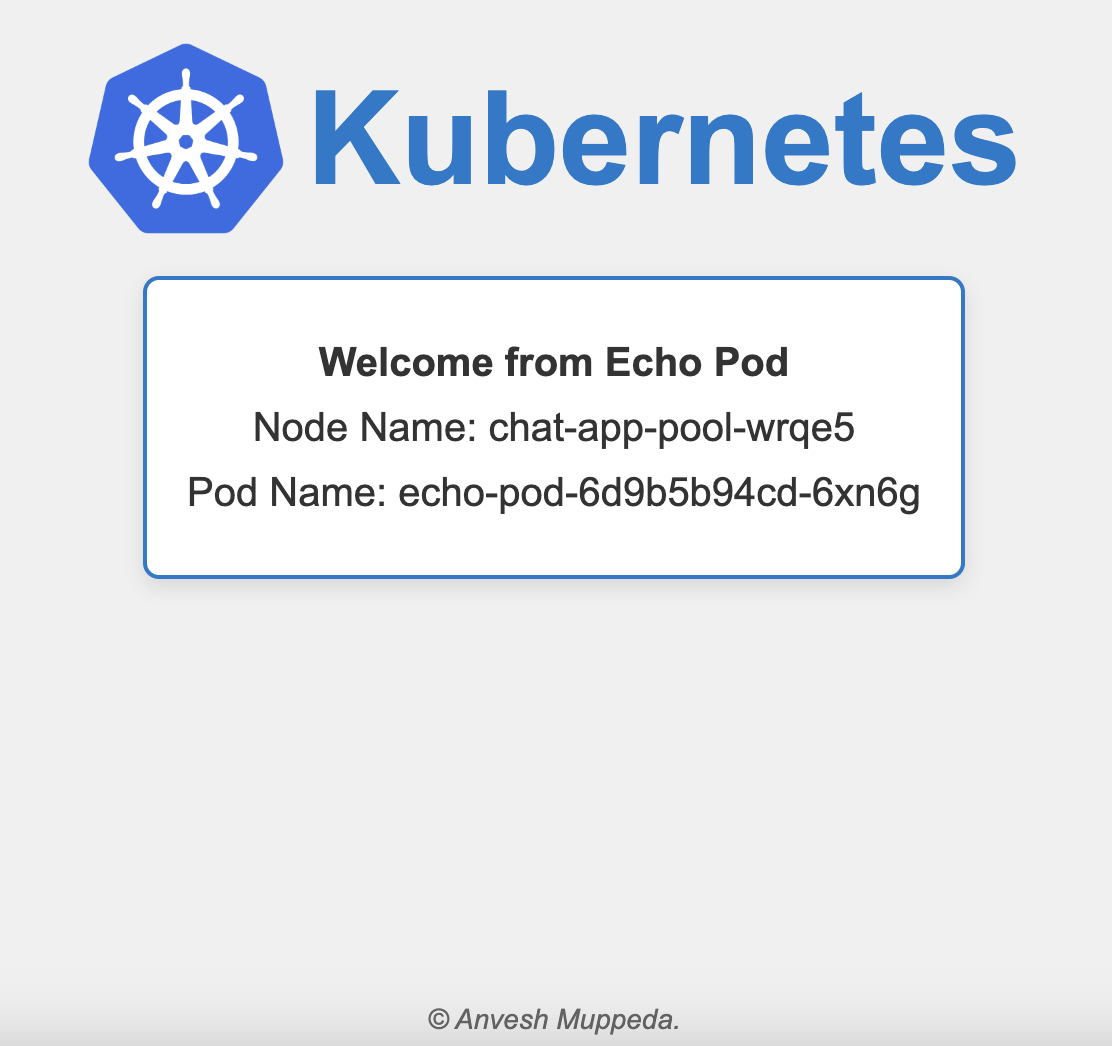 Kubernetes
Welcome from Echo Pod
Node Name: chat-app-pool-wrqe5
Pod Name: echo-pod-6d9b5b94cd-6xn6g
© Anvesh Muppeda.